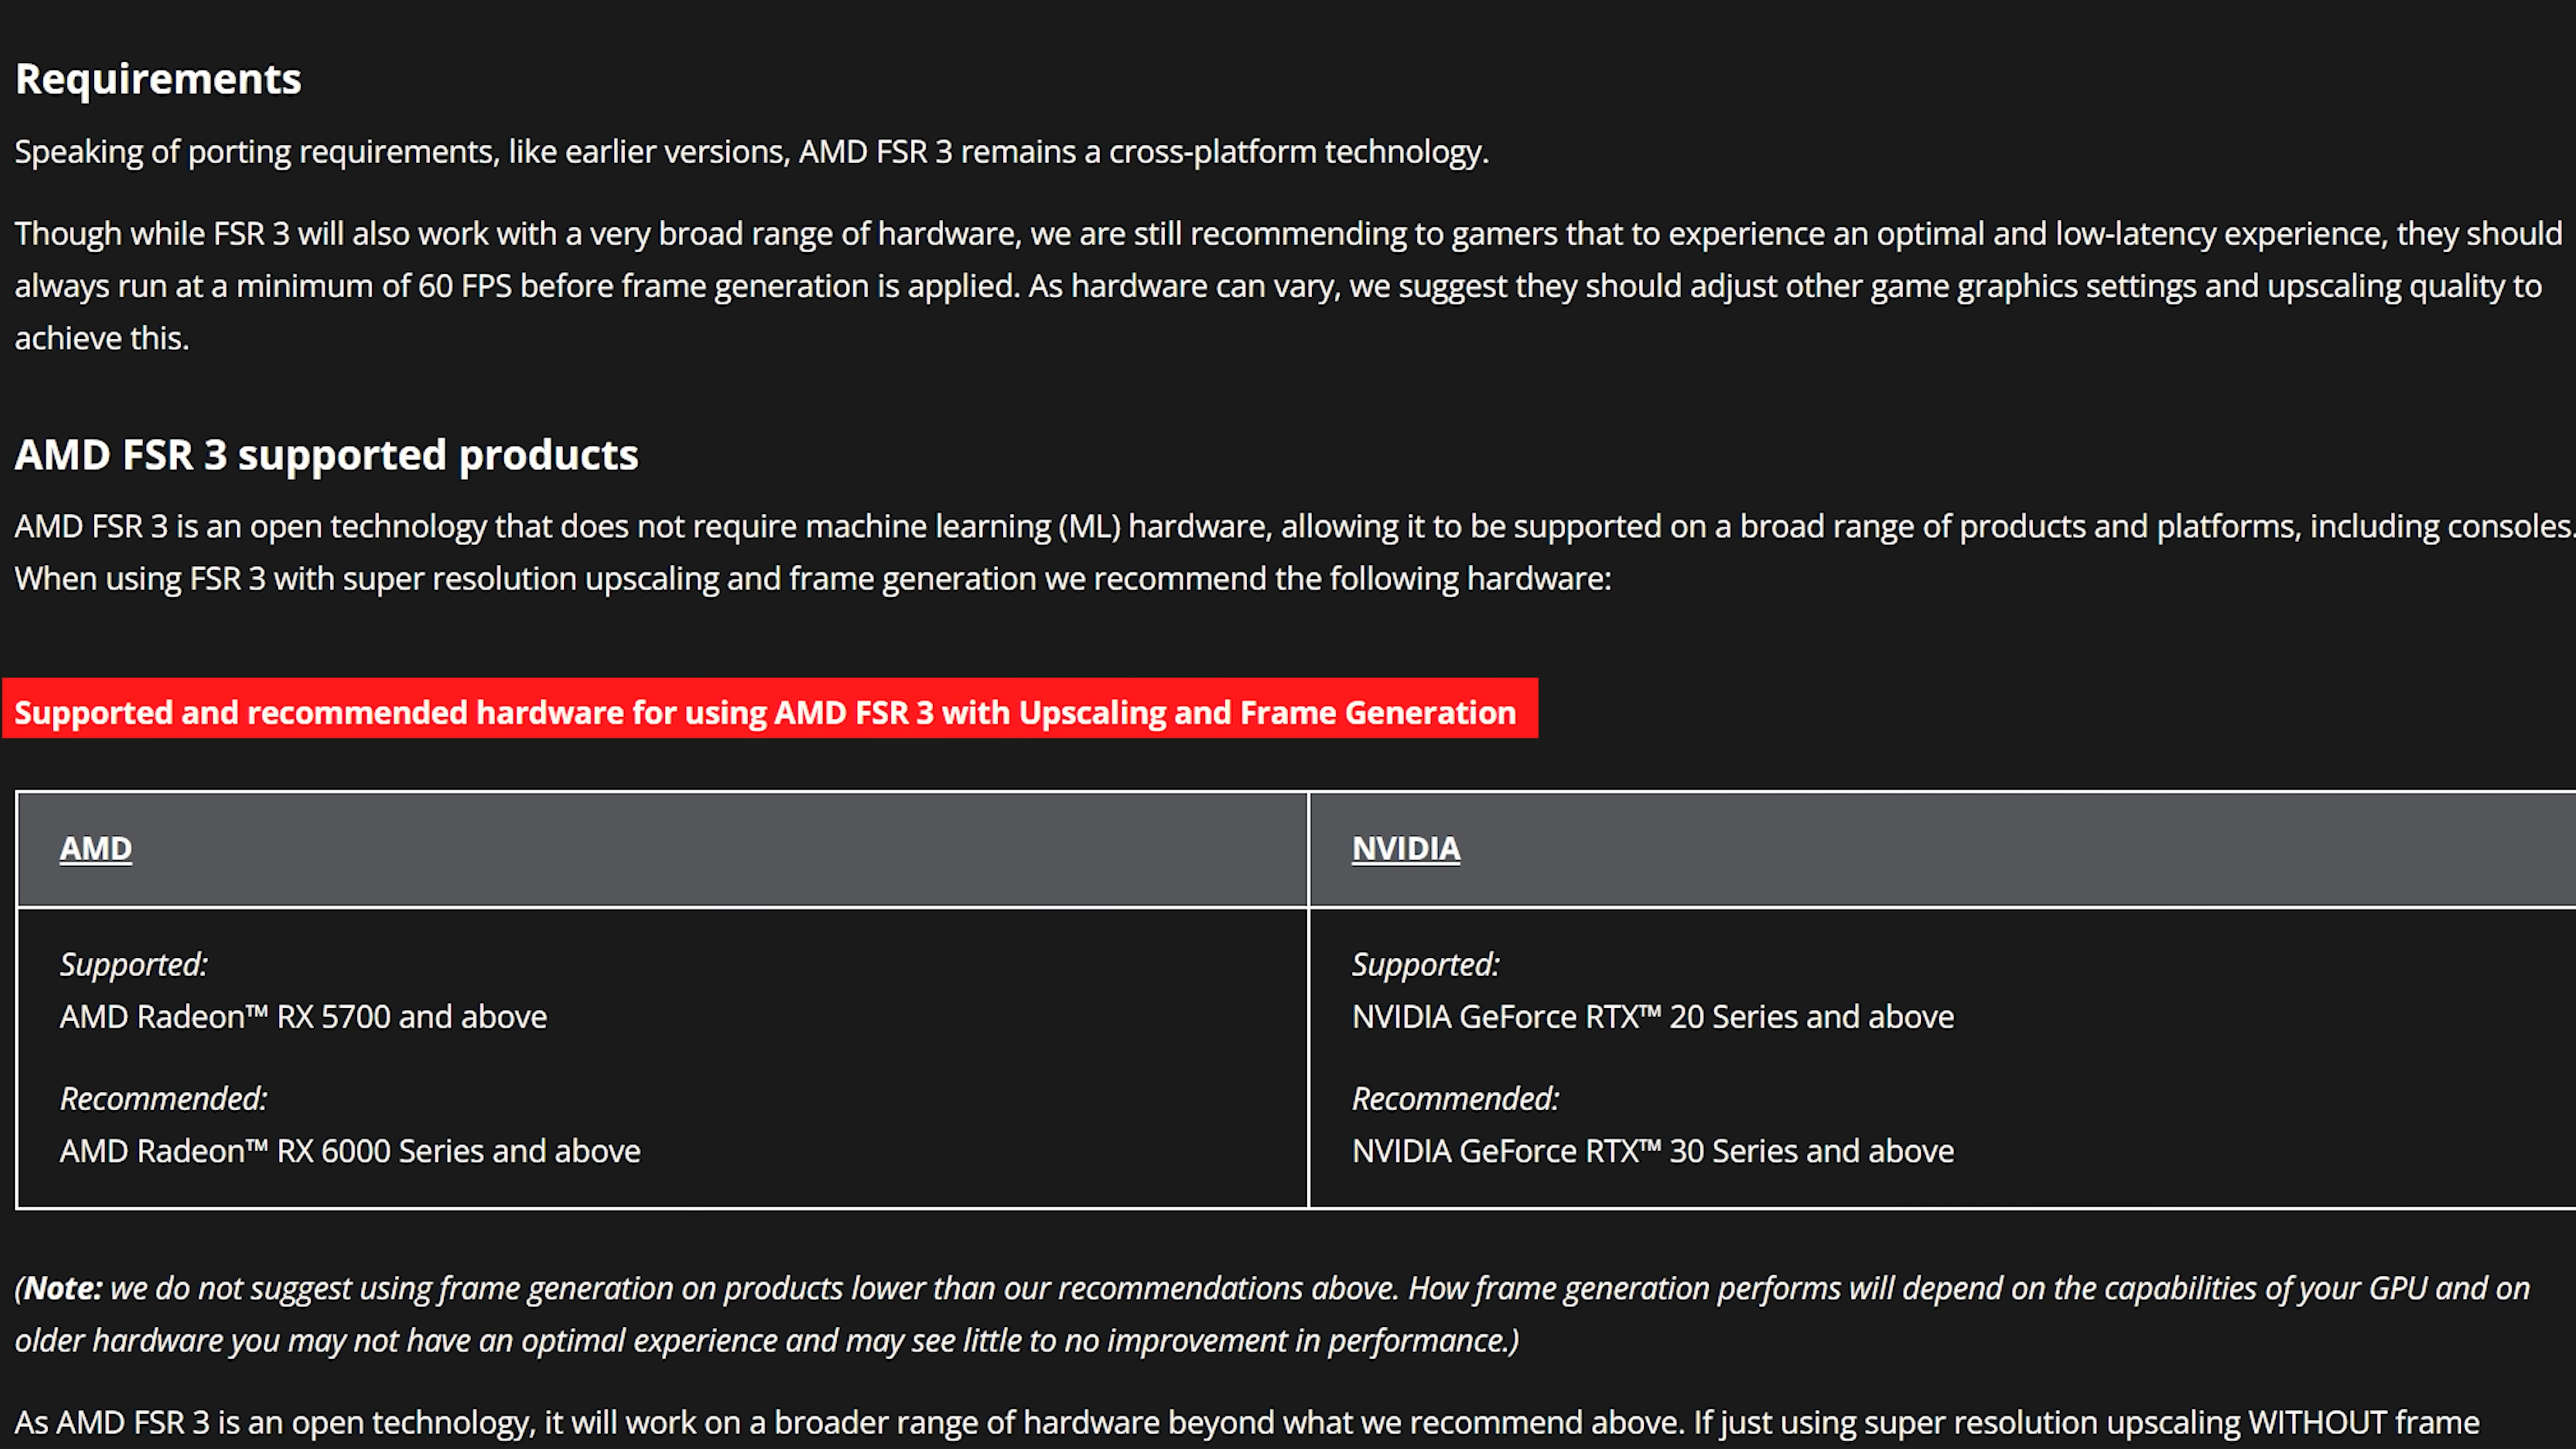 Requirements
Speaking of porting requirements, like earlier versions, AMD FSR 3 remains a cross-platform technology.
Though while FSR 3 will also work with a very broad range of hardware, we are still recommending to gamers that to experience an optimal and low-latency experience, they should
always run at a minimum of 60 FPS before frame generation is applied. As hardware can vary, we suggest they should adjust other game graphics settings and upscaling quality to
achieve this.
AMD FSR 3 supported products
AMD FSR 3 is an open technology that does not require machine learning (ML) hardware, allowing it to be supported on a broad range of products and platforms, including consoles.
When using FSR 3 with super resolution upscaling and frame generation we recommend the following hardware:
Supported and recommended hardware for using AMD FSR 3 with Upscaling and Frame Generation
AMD
NVIDIA
Supported:
AMD Radeon™ RX 5700 and above
Recommended:
AMD Radeon™ RX 6000 Series and above
Supported:
NVIDIA GeForce RTX™ 20 Series and above
Recommended:
NVIDIA GeForce RTX™ 30 Series and above
(Note: we do not suggest using frame generation on products lower than our recommendations above. How frame generation performs will depend on the capabilities of your GPU and on
older hardware you may not have an optimal experience and may see little to no improvement in performance.)
As AMD FSR 3 is an open technology, it will work on a broader range of hardware beyond what we recommend above. If just using super resolution upscaling WITHOUT frame